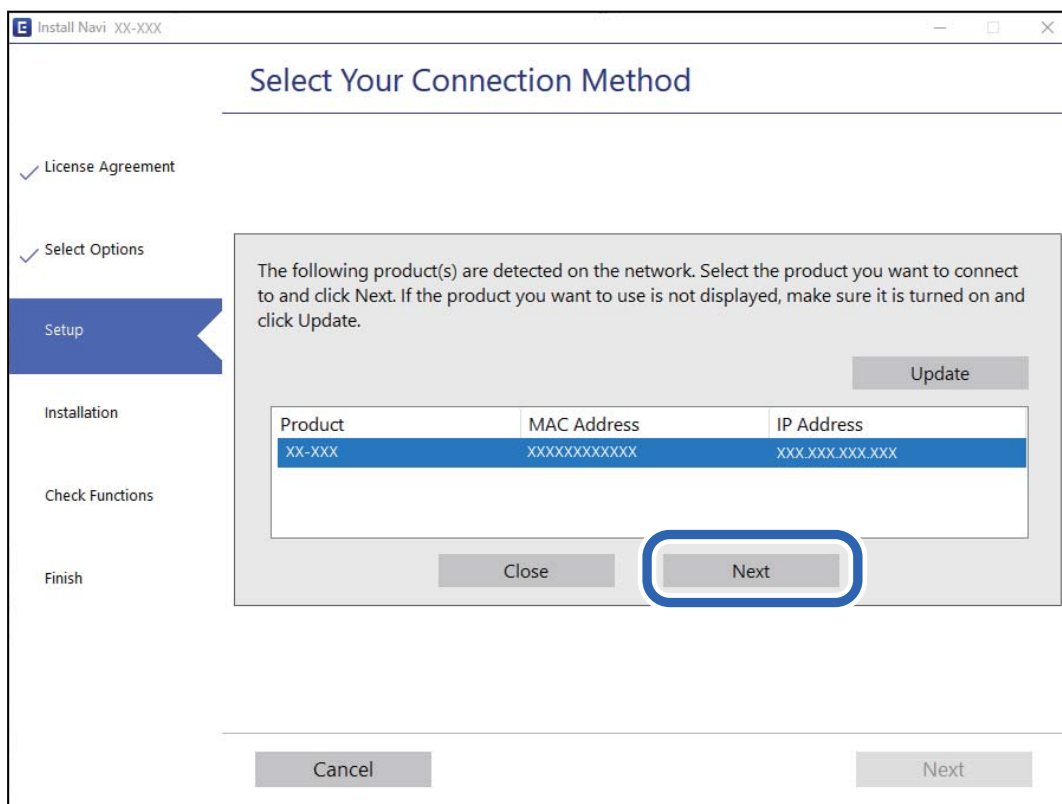 E Install Navi XX-XXX
Select Your Connection Method
License Agreement
Select Options
Setup
Installation
Check Functions
Finish
The following product(s) are detected on the network. Select the product you want to connect
to and click Next. If the product you want to use is not displayed, make sure it is turned on and
click Update.
Update
Product MAC Address IP Address
XX-XXX XXXXXXXXXXXX XXX.XXX.XXX.XXX
Close Next
Cancel Next